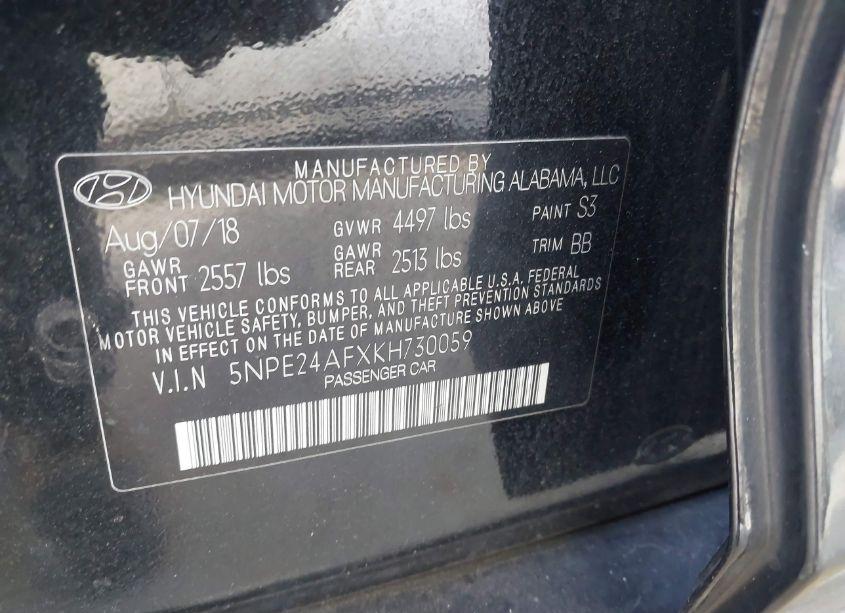 MANUFACTURED BY
HYUNDAI MOTOR MANUFACTURING ALABAMA, LLC
Aug/07/18 GVWR 4497 lbs PAINT S3
GAWR FRONT 2557 lbs GAWR REAR 2513 lbs TRIM BB
THIS VEHICLE CONFORMS TO ALL APPLICABLE U.S.A. FEDERAL
MOTOR VEHICLE SAFETY, BUMPER, AND THEFT PREVENTION STANDARDS
IN EFFECT ON THE DATE OF MANUFACTURE SHOWN ABOVE
V.I.N 5NPE24AFXKH730059
PASSENGER CAR